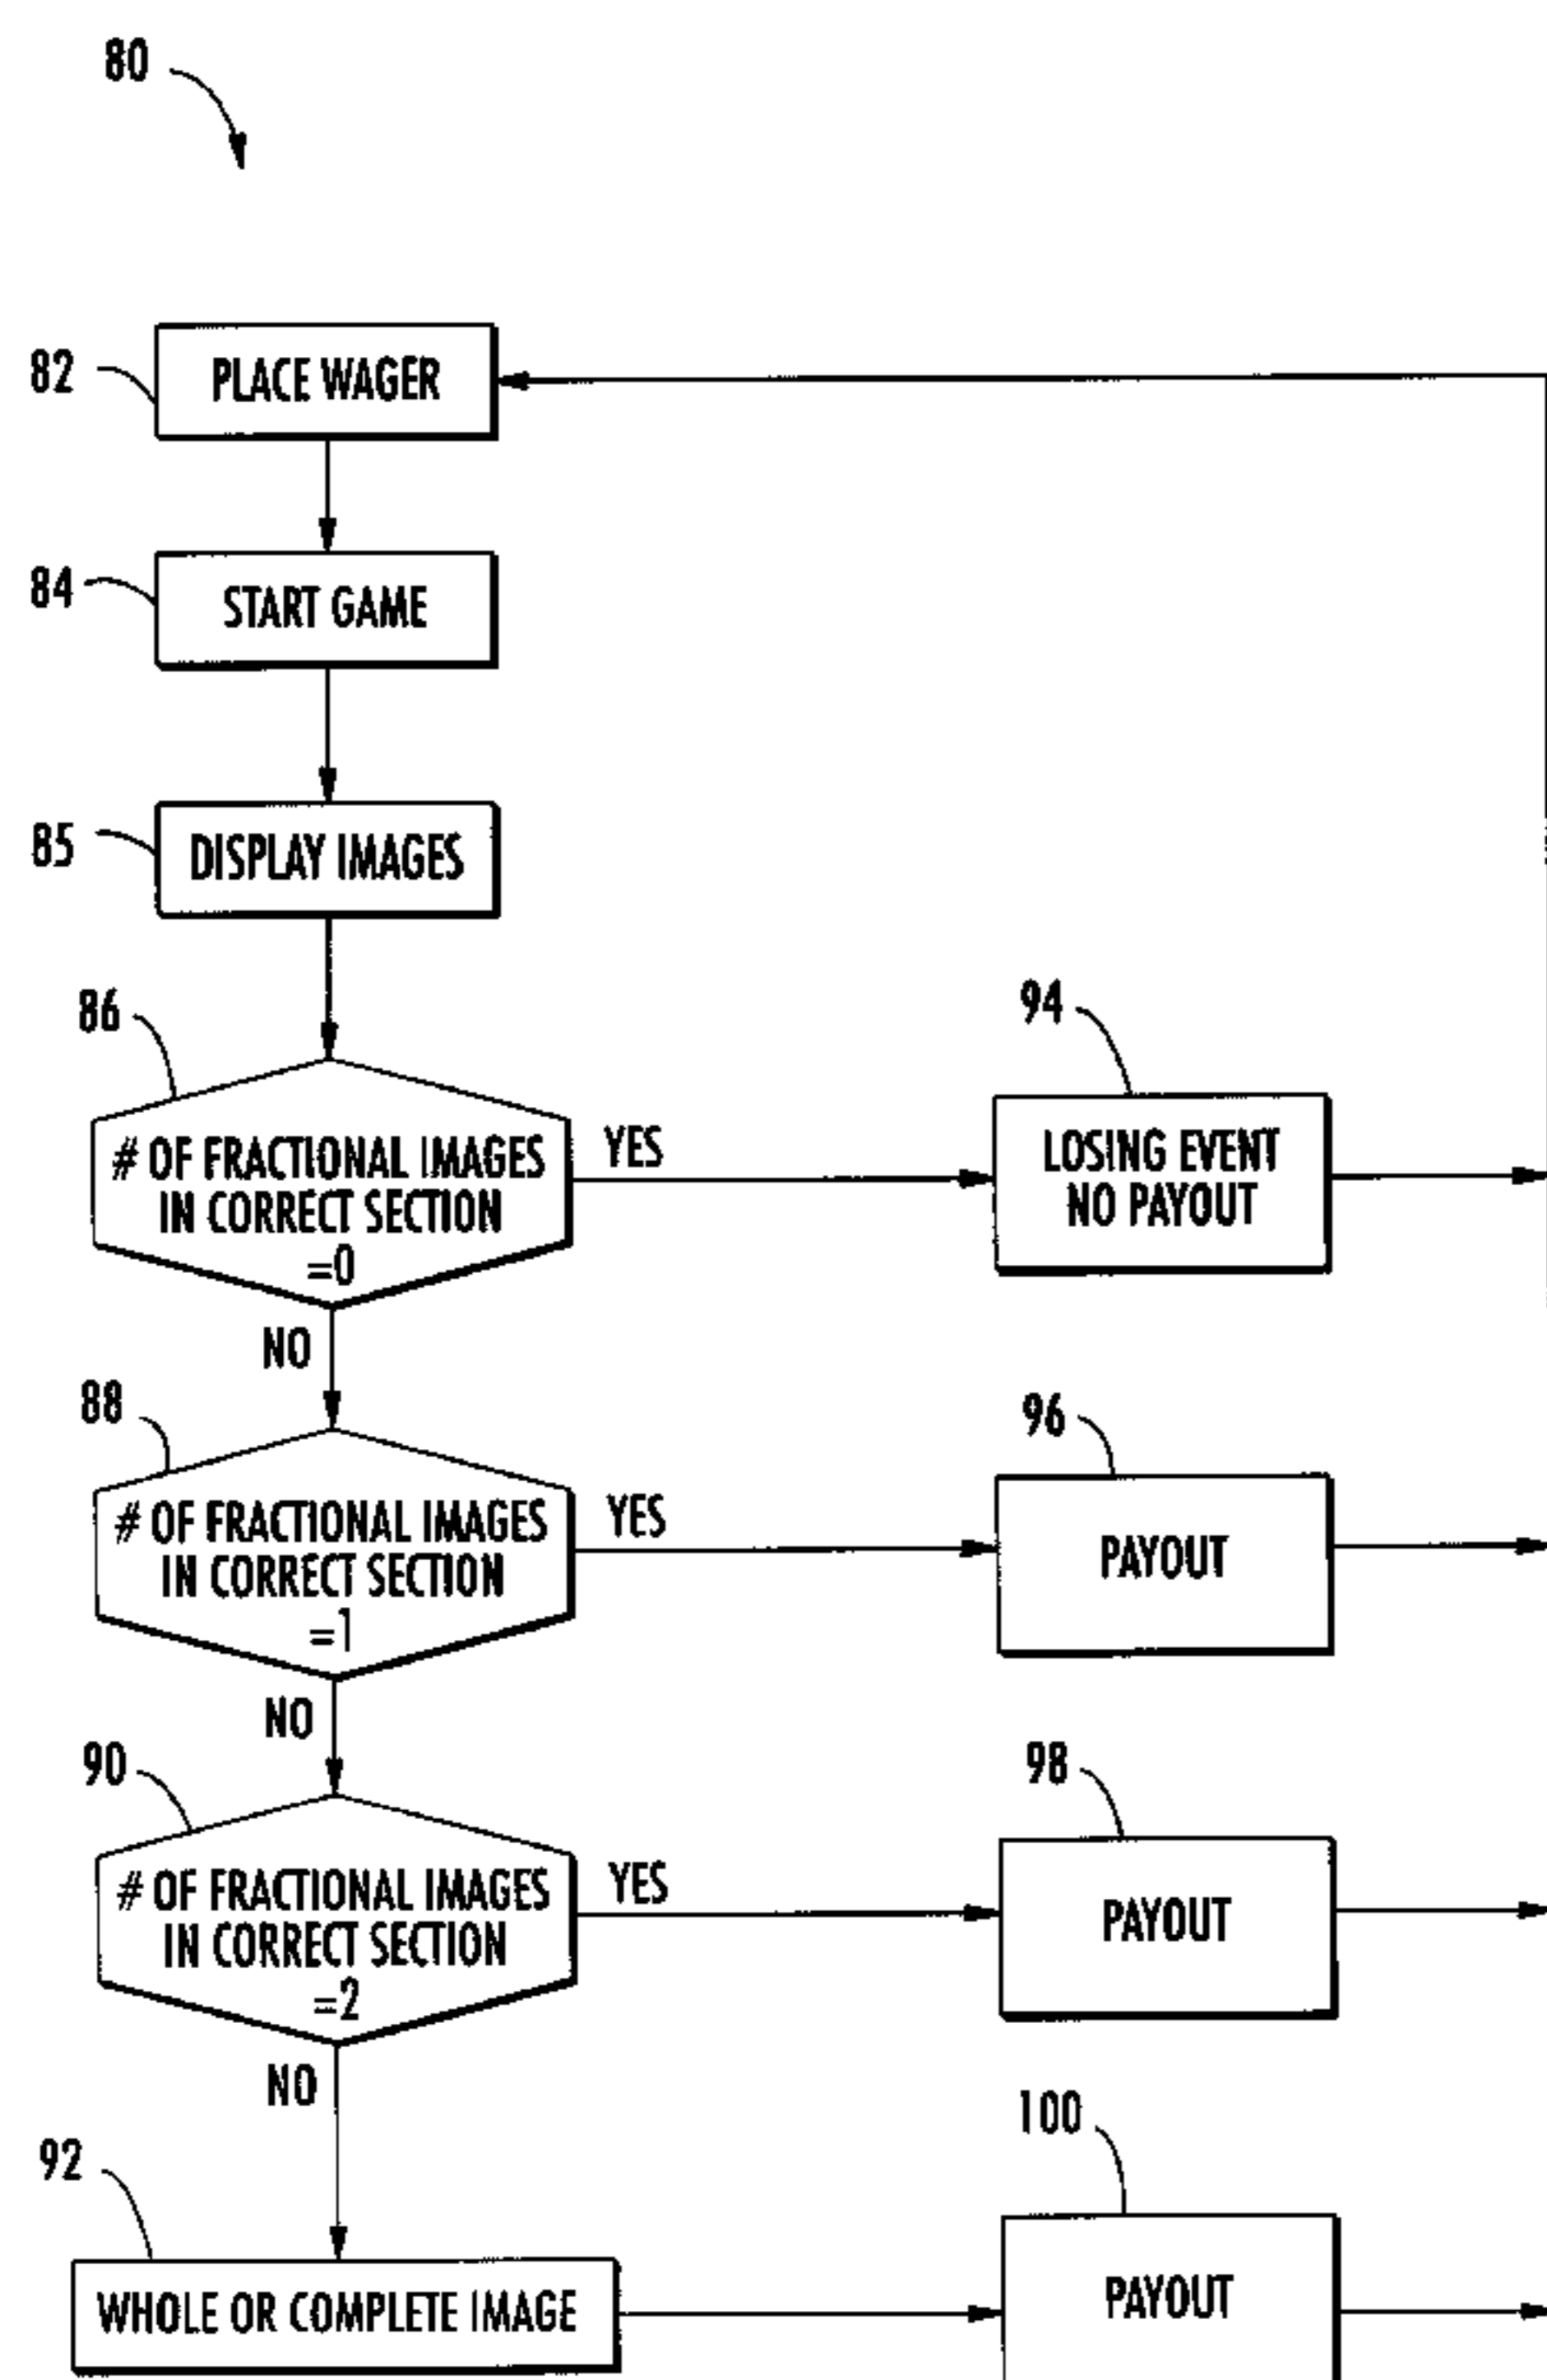 80
82
PLACE WAGER
84
START GAME
85
DISPLAY IMAGES
86
# OF FRACTIONAL IMAGES
IN CORRECT SECTION
=0
YES
94
LOSING EVENT
NO PAYOUT
NO
88
# OF FRACTIONAL IMAGES
IN CORRECT SECTION
=1
YES
96
PAYOUT
NO
90
# OF FRACTIONAL IMAGES
IN CORRECT SECTION
=2
YES
98
PAYOUT
NO
92
WHOLE OR COMPLETE IMAGE
100
PAYOUT